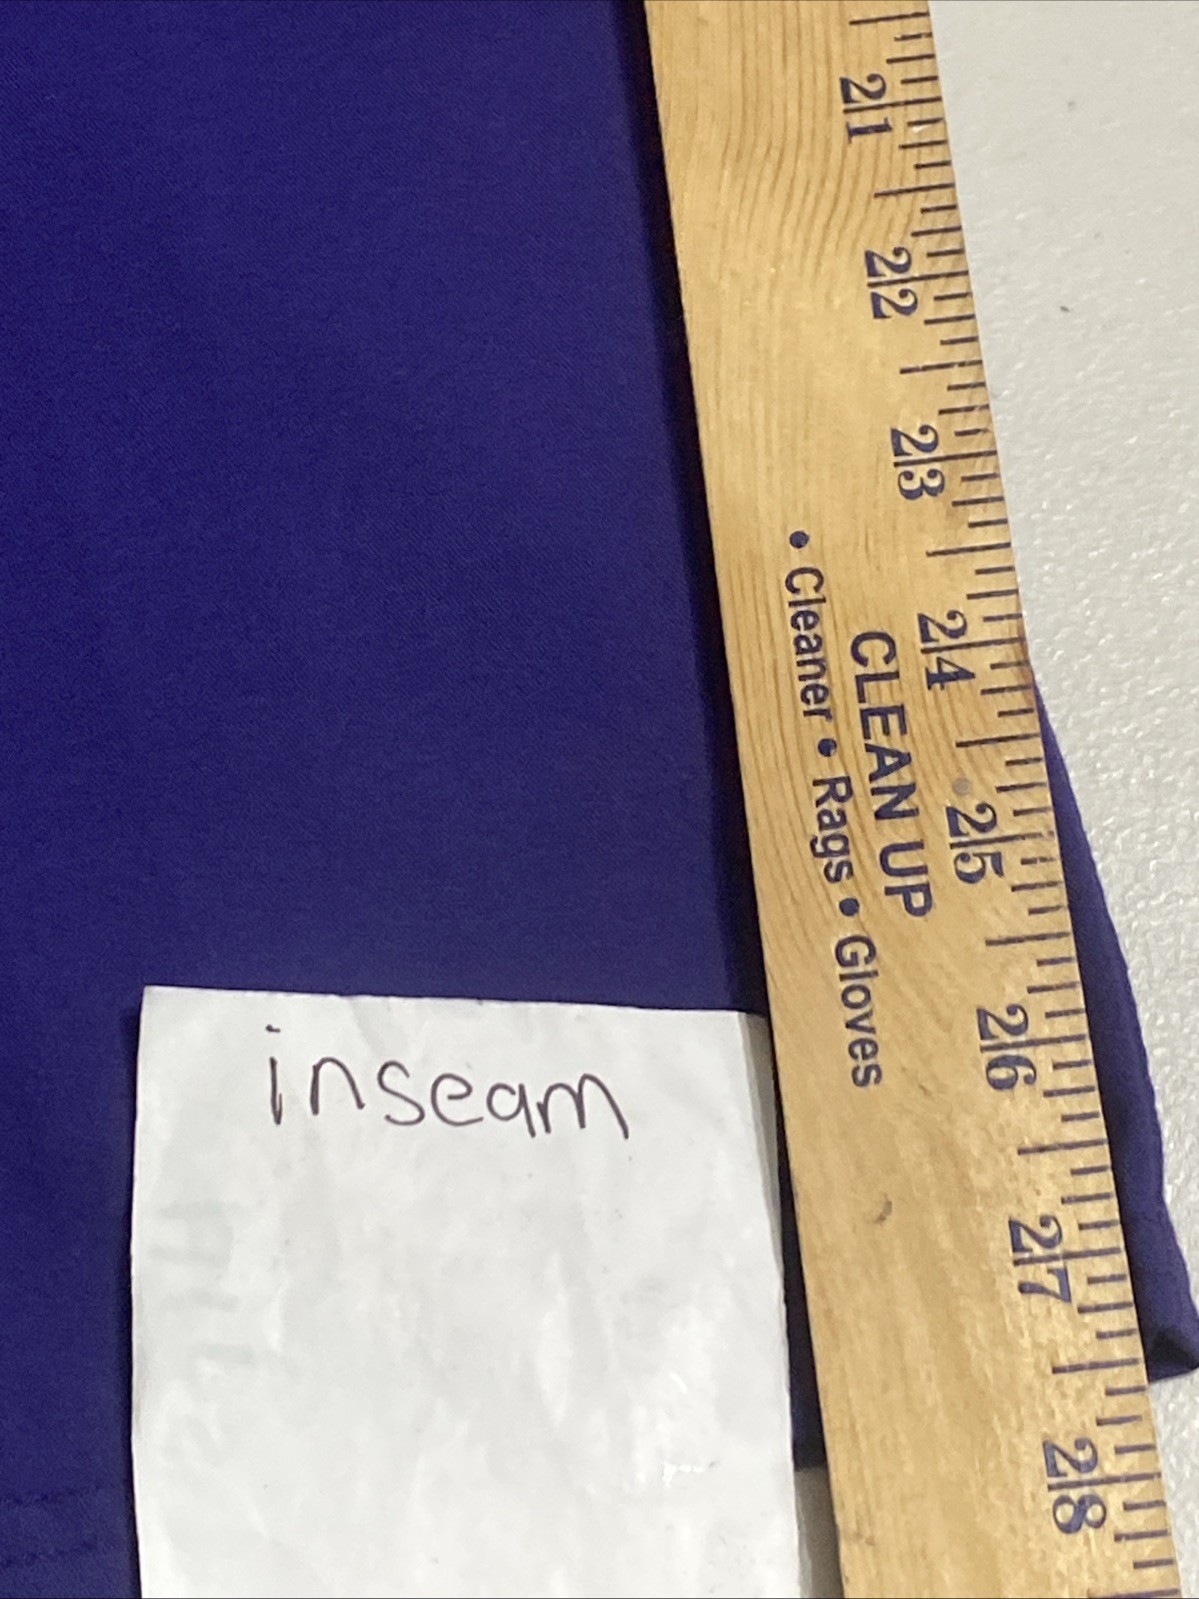 21
22
23
24
25
26
27
28
CLEAN UP
• Cleaner • Rags • Gloves
inseam